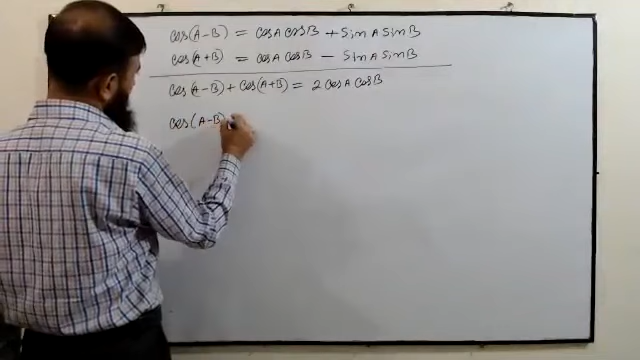 cos(A-B) = cosA cosB + sinA sinB
cos(A+B) = cosA cosB - sinA sinB
cos(A-B) + cos(A+B) = 2 cosA cosB
cos(A-B)